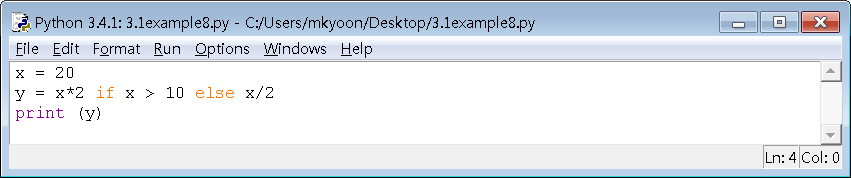 Python 3.4.1: 3.1example8.py - C:/Users/mkyoon/Desktop/3.1example8.py
File Edit Format Run Options Windows Help
x = 20
y = x*2 if x > 10 else x/2
print (y)
Ln: 4 Col: 0